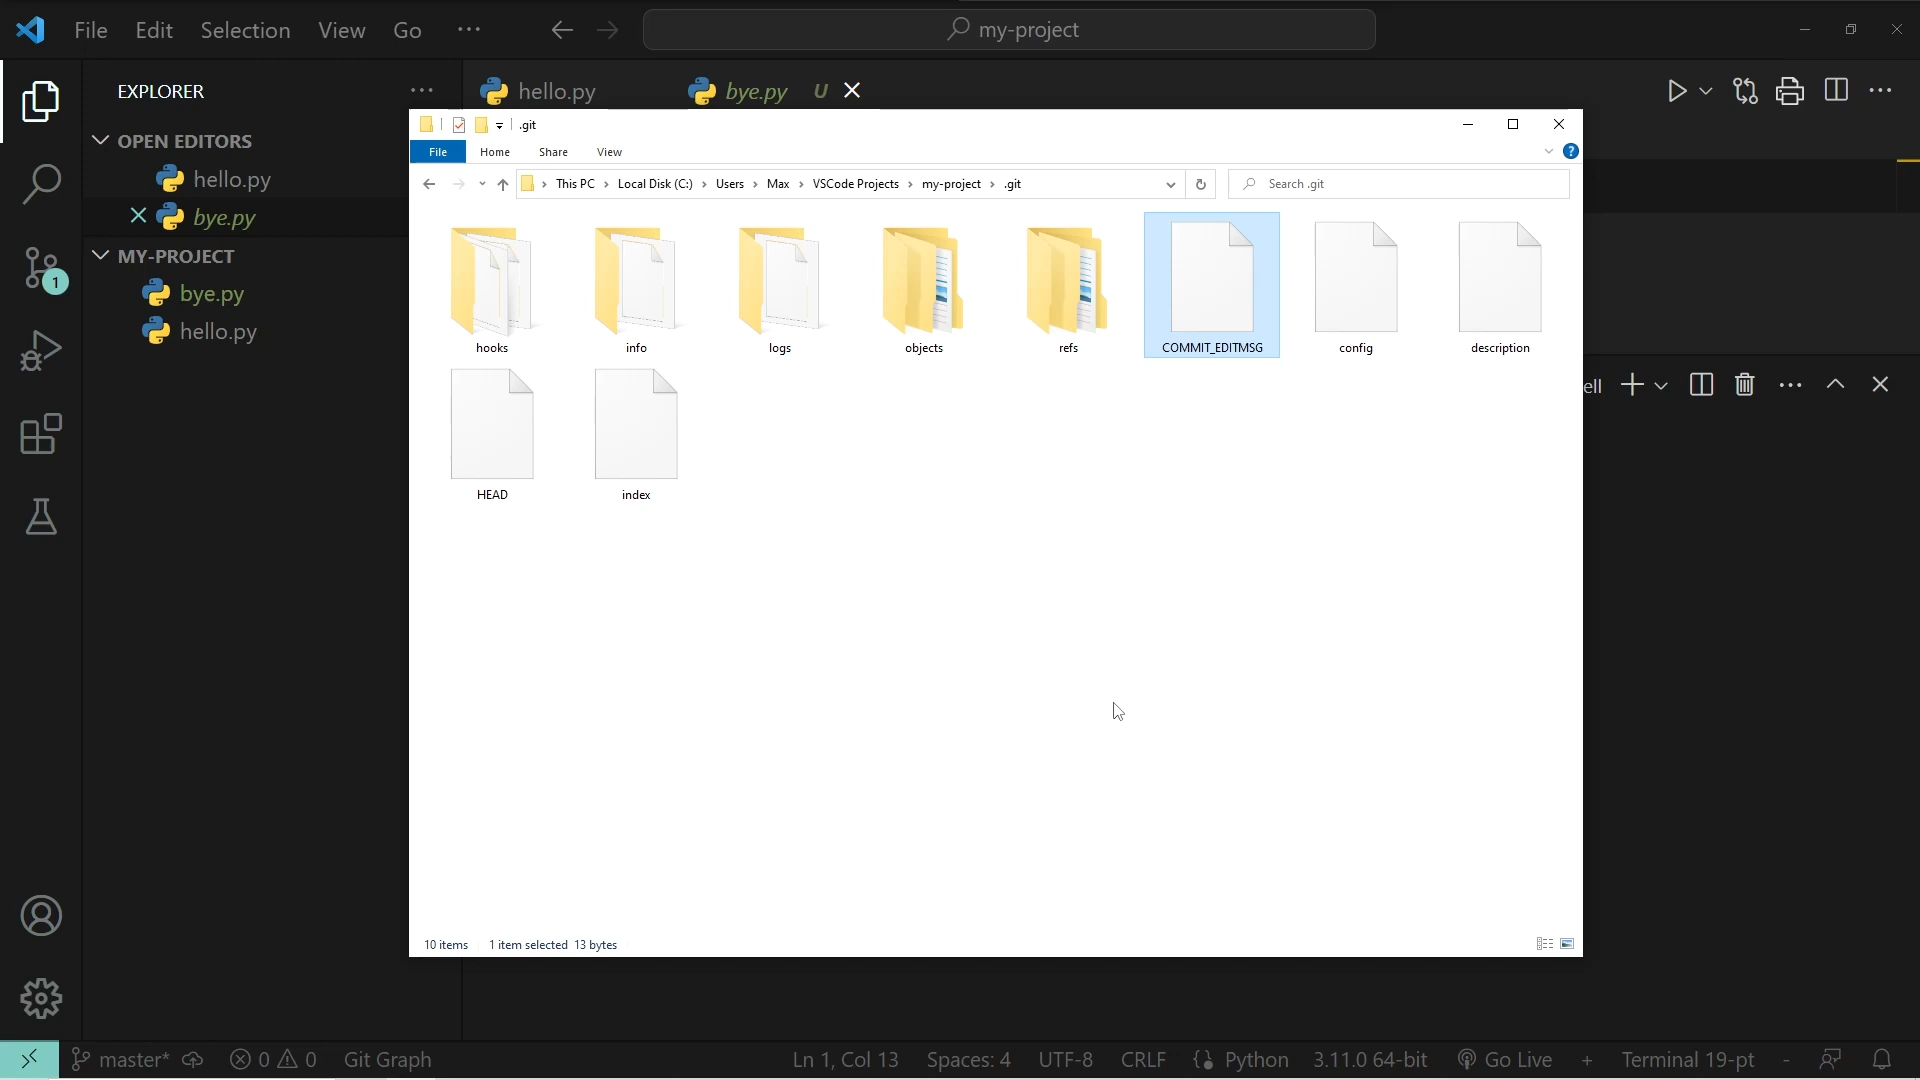 File Edit Selection View Go ··· my-project
EXPLORER ···
hello.py
bye.py U
OPEN EDITORS
hello.py
bye.py
MY-PROJECT
bye.py
hello.py
1
.git
File Home Share View
This PC › Local Disk (C:) › Users › Max › VSCode Projects › my-project › .git
Search .git
hooks info logs objects refs COMMIT_EDITMSG config description
HEAD index
10 items 1 item selected 13 bytes
ell
master* 0 0 Git Graph Ln 1, Col 13 Spaces: 4 UTF-8 CRLF Python 3.11.0 64-bit Go Live + Terminal 19-pt -